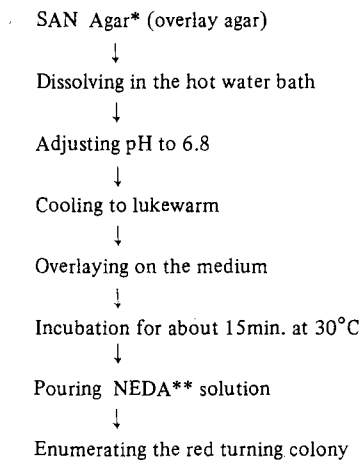 SAN Agar* (overlay agar)
↓
Dissolving in the hot water bath
↓
Adjusting pH to 6.8
↓
Cooling to lukewarm
↓
Overlaying on the medium
↓
Incubation for about 15min. at 30°C
↓
Pouring NEDA** solution
↓
Enumerating the red turning colony